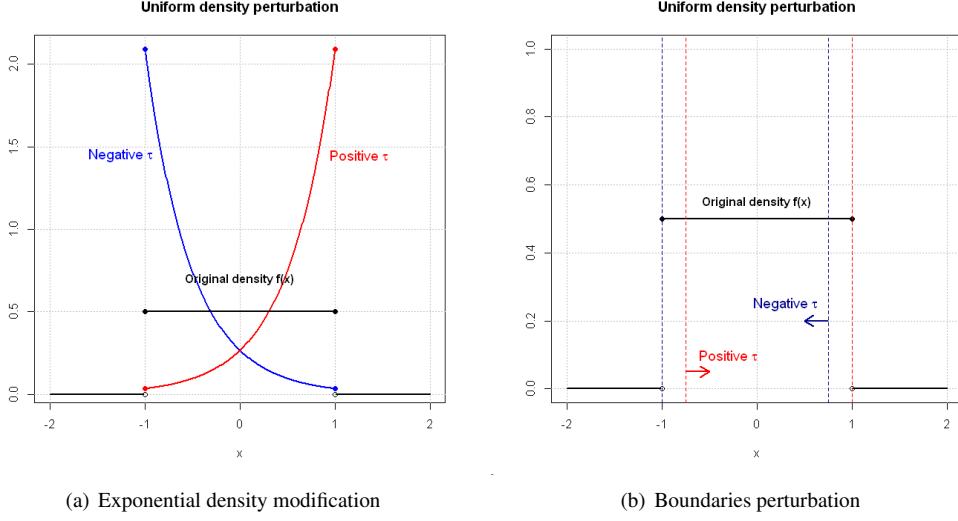 Uniform density perturbation
Negative τ
Positive τ
Original density f(x)
0.0
0.5
1.0
1.5
2.0
-2
-1
0
1
2
x
(a) Exponential density modification
Uniform density perturbation
Original density f(x)
Negative τ
Positive τ
0.0
0.2
0.4
0.6
0.8
1.0
-2
-1
0
1
2
x
(b) Boundaries perturbation